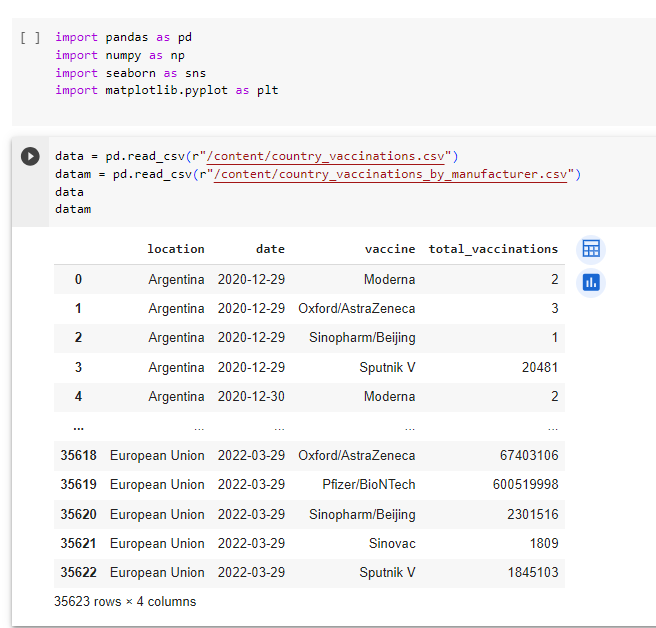 [ ] import pandas as pd
import numpy as np
import seaborn as sns
import matplotlib.pyplot as plt
data = pd.read_csv(r"/content/country_vaccinations.csv")
datam = pd.read_csv(r"/content/country_vaccinations_by_manufacturer.csv")
data
datam
location date vaccine total_vaccinations
0 Argentina 2020-12-29 Moderna 2
1 Argentina 2020-12-29 Oxford/AstraZeneca 3
2 Argentina 2020-12-29 Sinopharm/Beijing 1
3 Argentina 2020-12-29 Sputnik V 20481
4 Argentina 2020-12-30 Moderna 2
... ... ... ... ...
35618 European Union 2022-03-29 Oxford/AstraZeneca 67403106
35619 European Union 2022-03-29 Pfizer/BioNTech 600519998
35620 European Union 2022-03-29 Sinopharm/Beijing 2301516
35621 European Union 2022-03-29 Sinovac 1809
35622 European Union 2022-03-29 Sputnik V 1845103
35623 rows × 4 columns